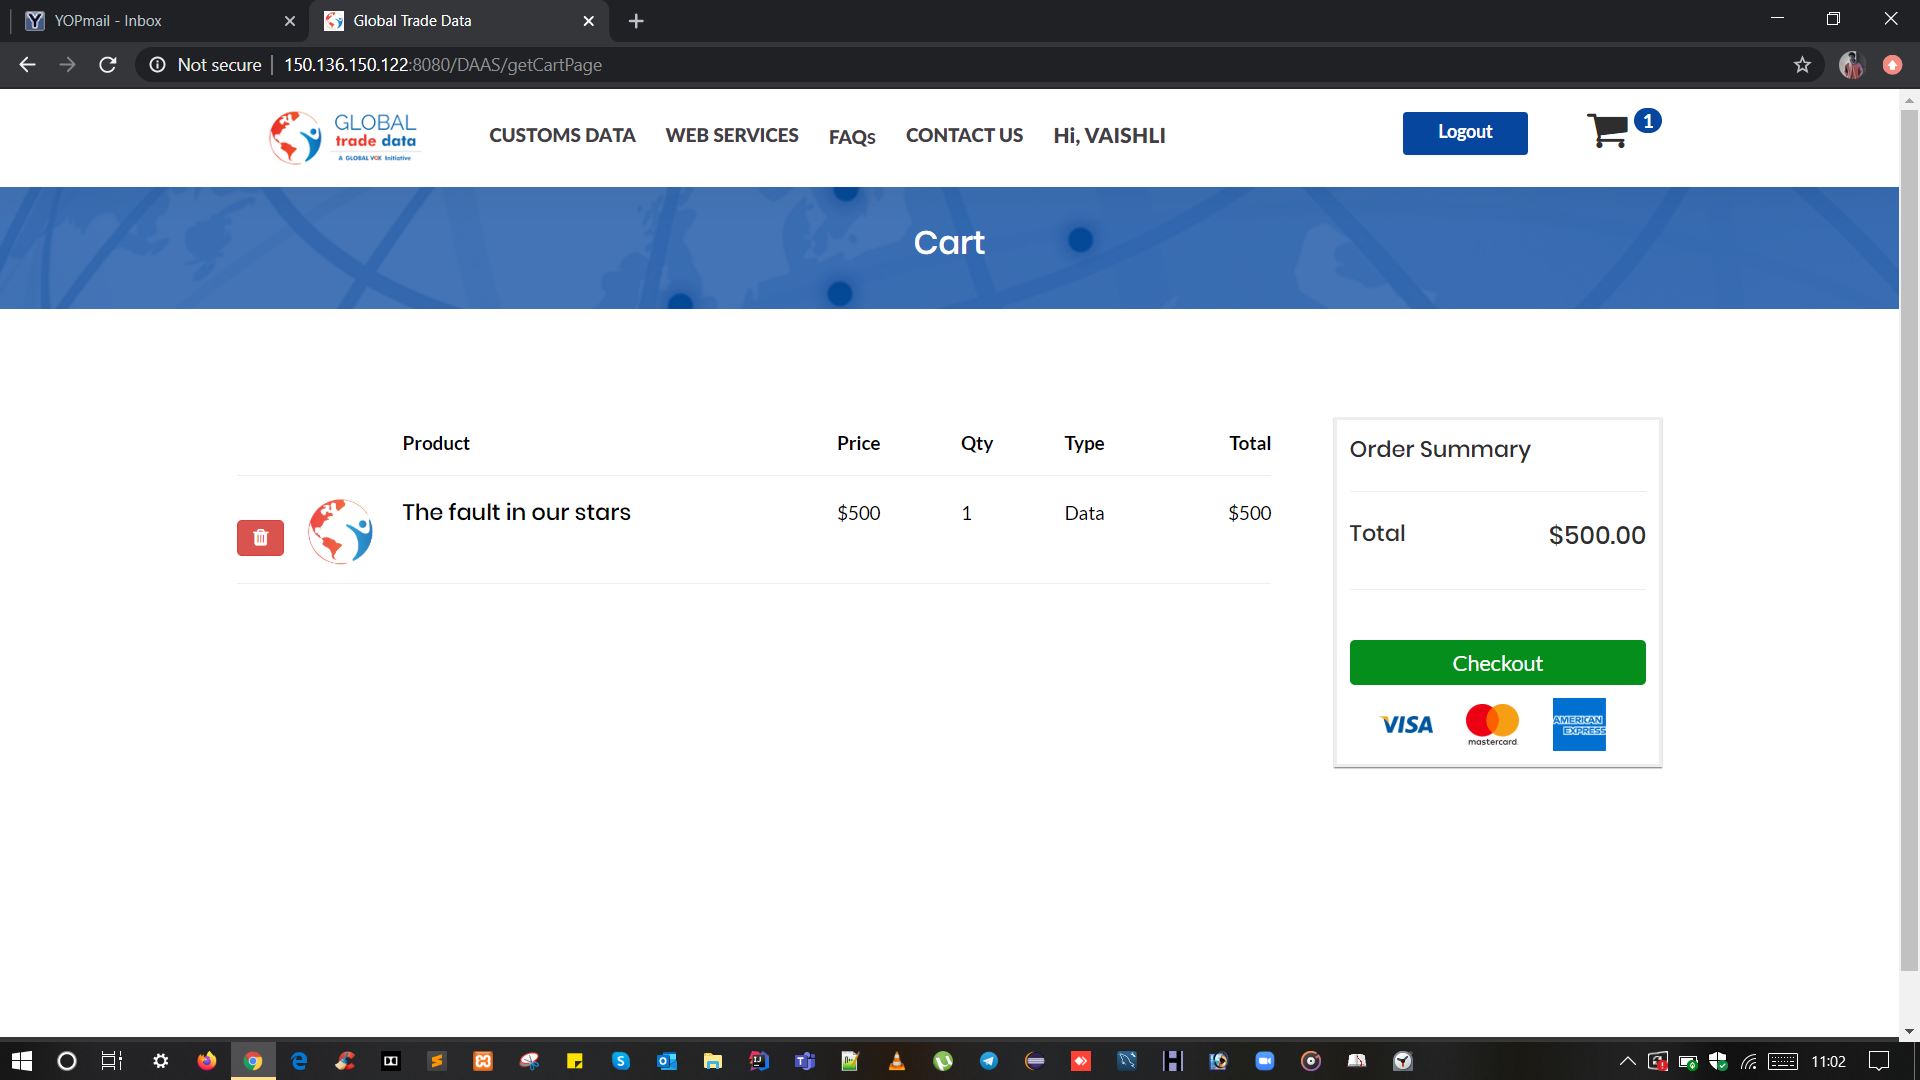 YOPmail - Inbox
Global Trade Data
Not secure
150.136.150.122:8080/DAAS/getCartPage
GLOBAL
trade data
A GLOBAL VOX Initiative
CUSTOMS DATA
WEB SERVICES
FAQs
CONTACT US
Hi, VAISHLI
Logout
1
Cart
Product Price Qty Type Total
The fault in our stars $500 1 Data $500
Order Summary
Total $500.00
Checkout
VISA
mastercard
AMERICAN
EXPRESS
11:02